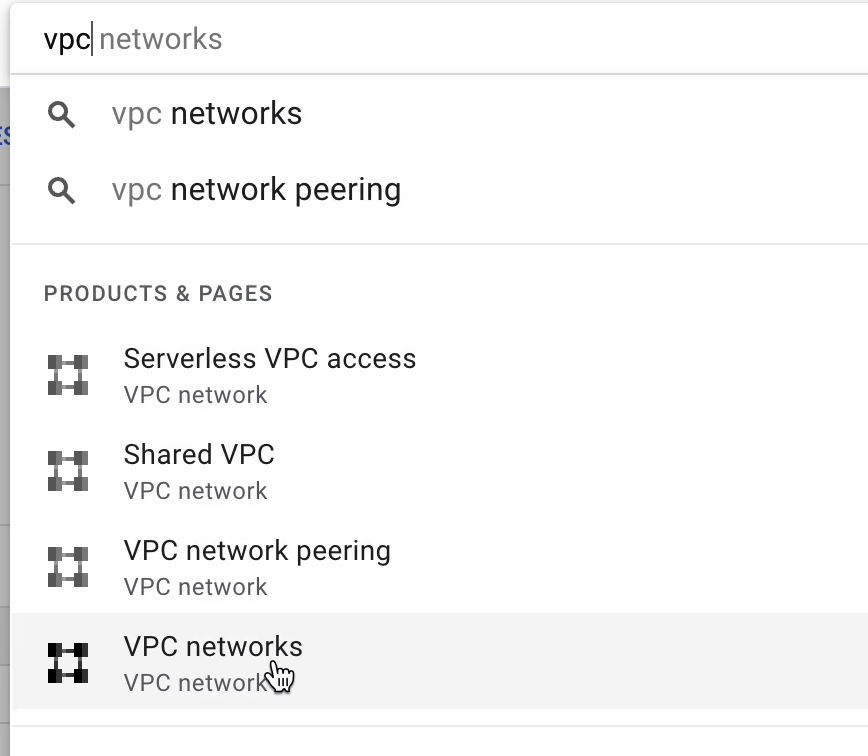 vpc networks
vpc networks
vpc network peering
PRODUCTS & PAGES
Serverless VPC access
VPC network
Shared VPC
VPC network
VPC network peering
VPC network
VPC networks
VPC network